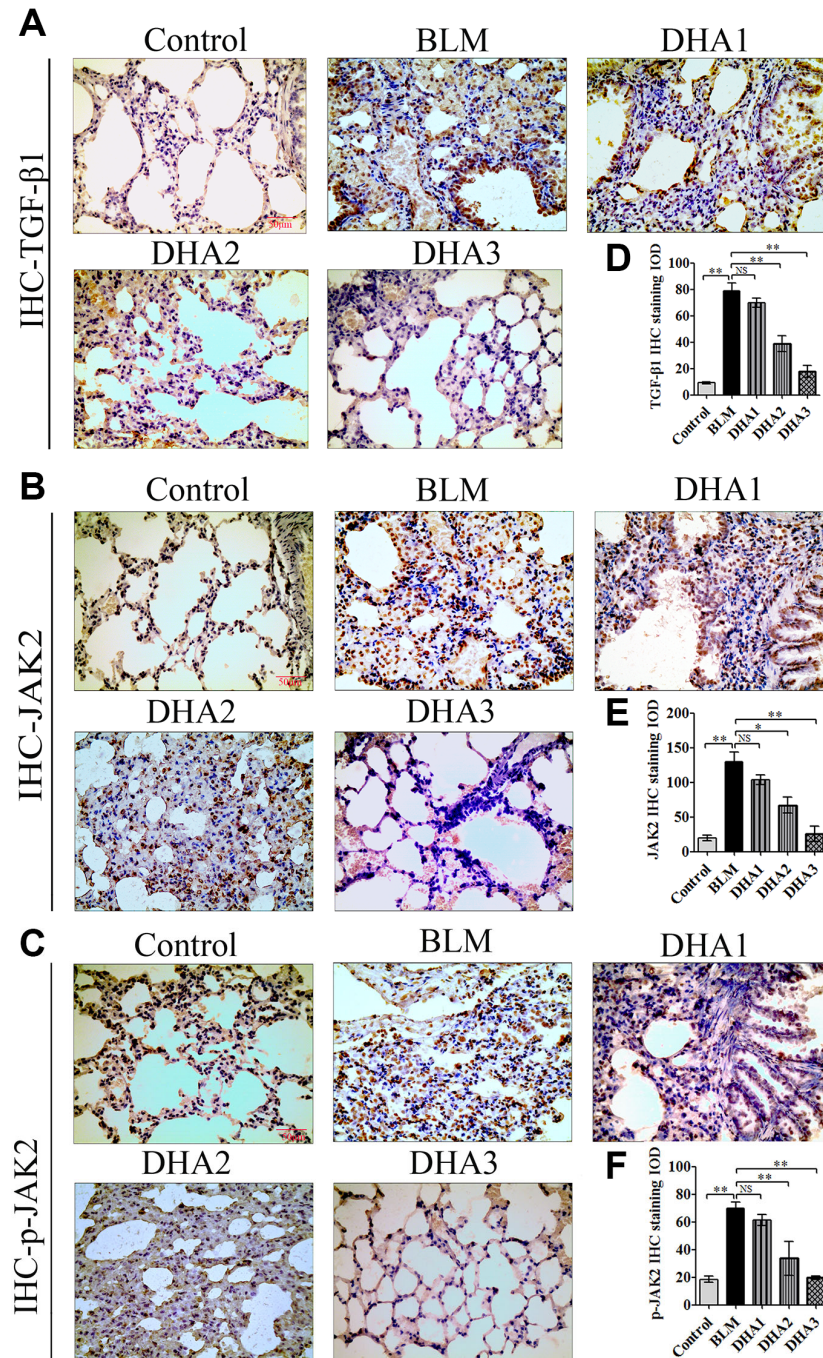 A
Control BLM DHA1
IHC-TGF-β1
50μm
DHA2 DHA3
D
TGF-β1 IHC staining IOD
100
80
60
40
20
0
** NS ** **
Control BLM DHA1 DHA2 DHA3
B
Control BLM DHA1
IHC-JAK2
50μm
DHA2 DHA3
E
JAK2 IHC staining IOD
200
150
100
50
0
** NS * **
Control BLM DHA1 DHA2 DHA3
C
Control BLM DHA1
IHC-p-JAK2
DHA2 DHA3
F
p-JAK2 IHC staining IOD
100
80
60
40
20
0
** NS ** **
Control BLM DHA1 DHA2 DHA3